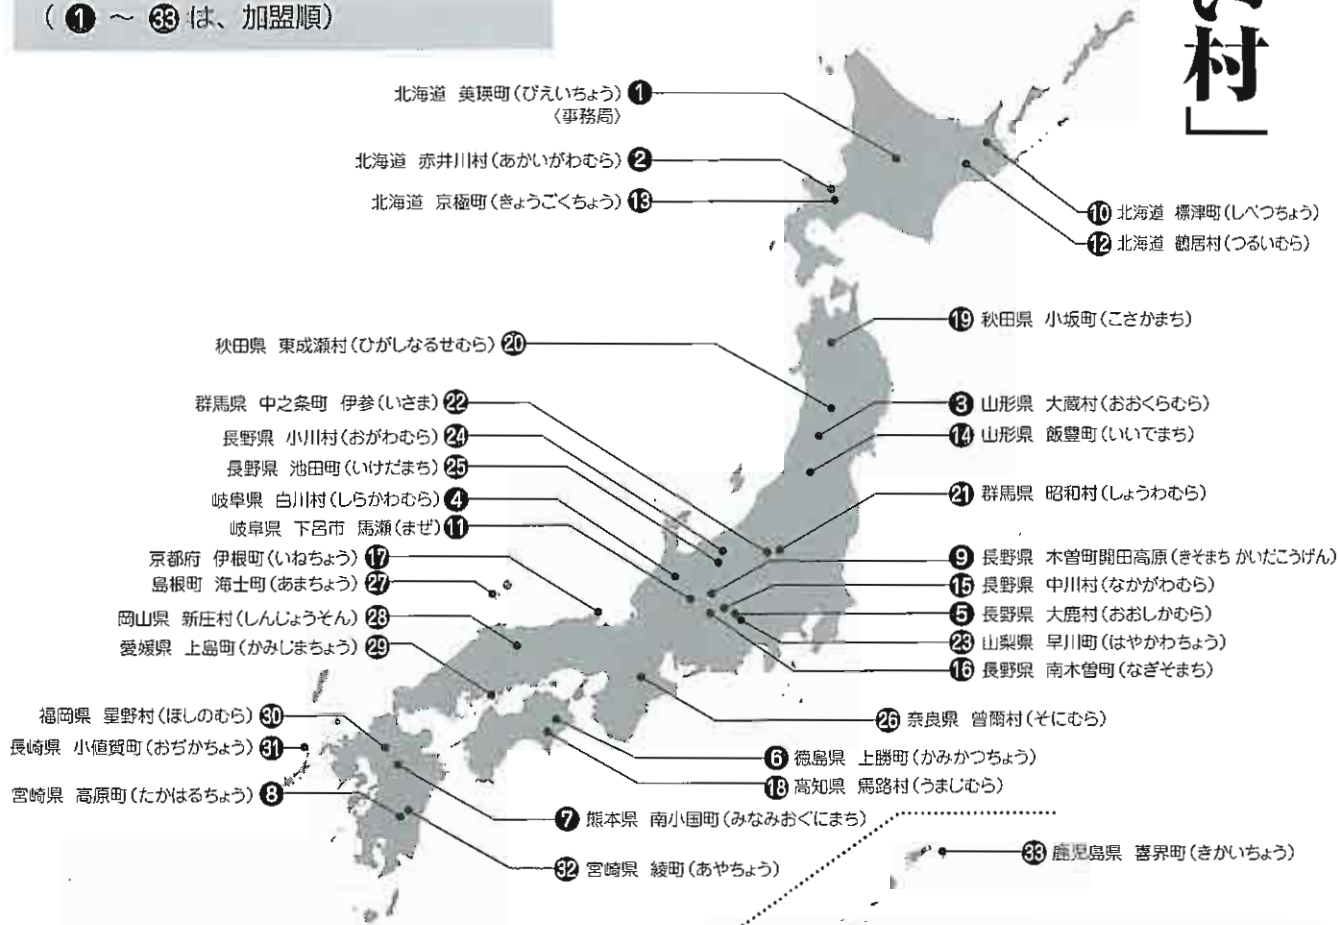 (❶ ～ ㉝ は、加盟順)
い村」
北海道 美瑛町(びえいちょう) ❶
〈事務局〉
北海道 赤井川村(あかいがわむら) ❷
北海道 京極町(きょうごくちょう) ⓭
❿ 北海道 標津町(しべつちょう)
⓬ 北海道 鶴居村(つるいむら)
⓳ 秋田県 小坂町(こさかまち)
秋田県 東成瀬村(ひがしなるせむら) ⓴
群馬県 中之条町 伊参(いさま) ㉒
長野県 小川村(おがわむら) ㉔
長野県 池田町(いけだまち) ㉕
岐阜県 白川村(しらかわむら) ❹
岐阜県 下呂市 馬瀬(まぜ) ⓫
京都府 伊根町(いねちょう) ⓱
島根町 海士町(あまちょう) ㉗
岡山県 新庄村(しんじょうそん) ㉘
愛媛県 上島町(かみじまちょう) ㉙
❸ 山形県 大蔵村(おおくらむら)
⓮ 山形県 飯豊町(いいでまち)
㉑ 群馬県 昭和村(しょうわむら)
❾ 長野県 木曽町開田高原(きそまち かいだこうげん)
⓯ 長野県 中川村(なかがわむら)
❺ 長野県 大鹿村(おおしかむら)
㉓ 山梨県 早川町(はやかわちょう)
⓰ 長野県 南木曽町(なぎそまち)
㉖ 奈良県 曽爾村(そにむら)
❻ 徳島県 上勝町(かみかつちょう)
⓲ 高知県 馬路村(うまじむら)
福岡県 星野村(ほしのむら) ㉚
長崎県 小値賀町(おぢかちょう) ㉛
宮崎県 高原町(たかはるちょう) ❽
❼ 熊本県 南小国町(みなみおぐにまち)
㉜ 宮崎県 綾町(あやちょう)
㉝ 鹿児島県 喜界町(きかいちょう)